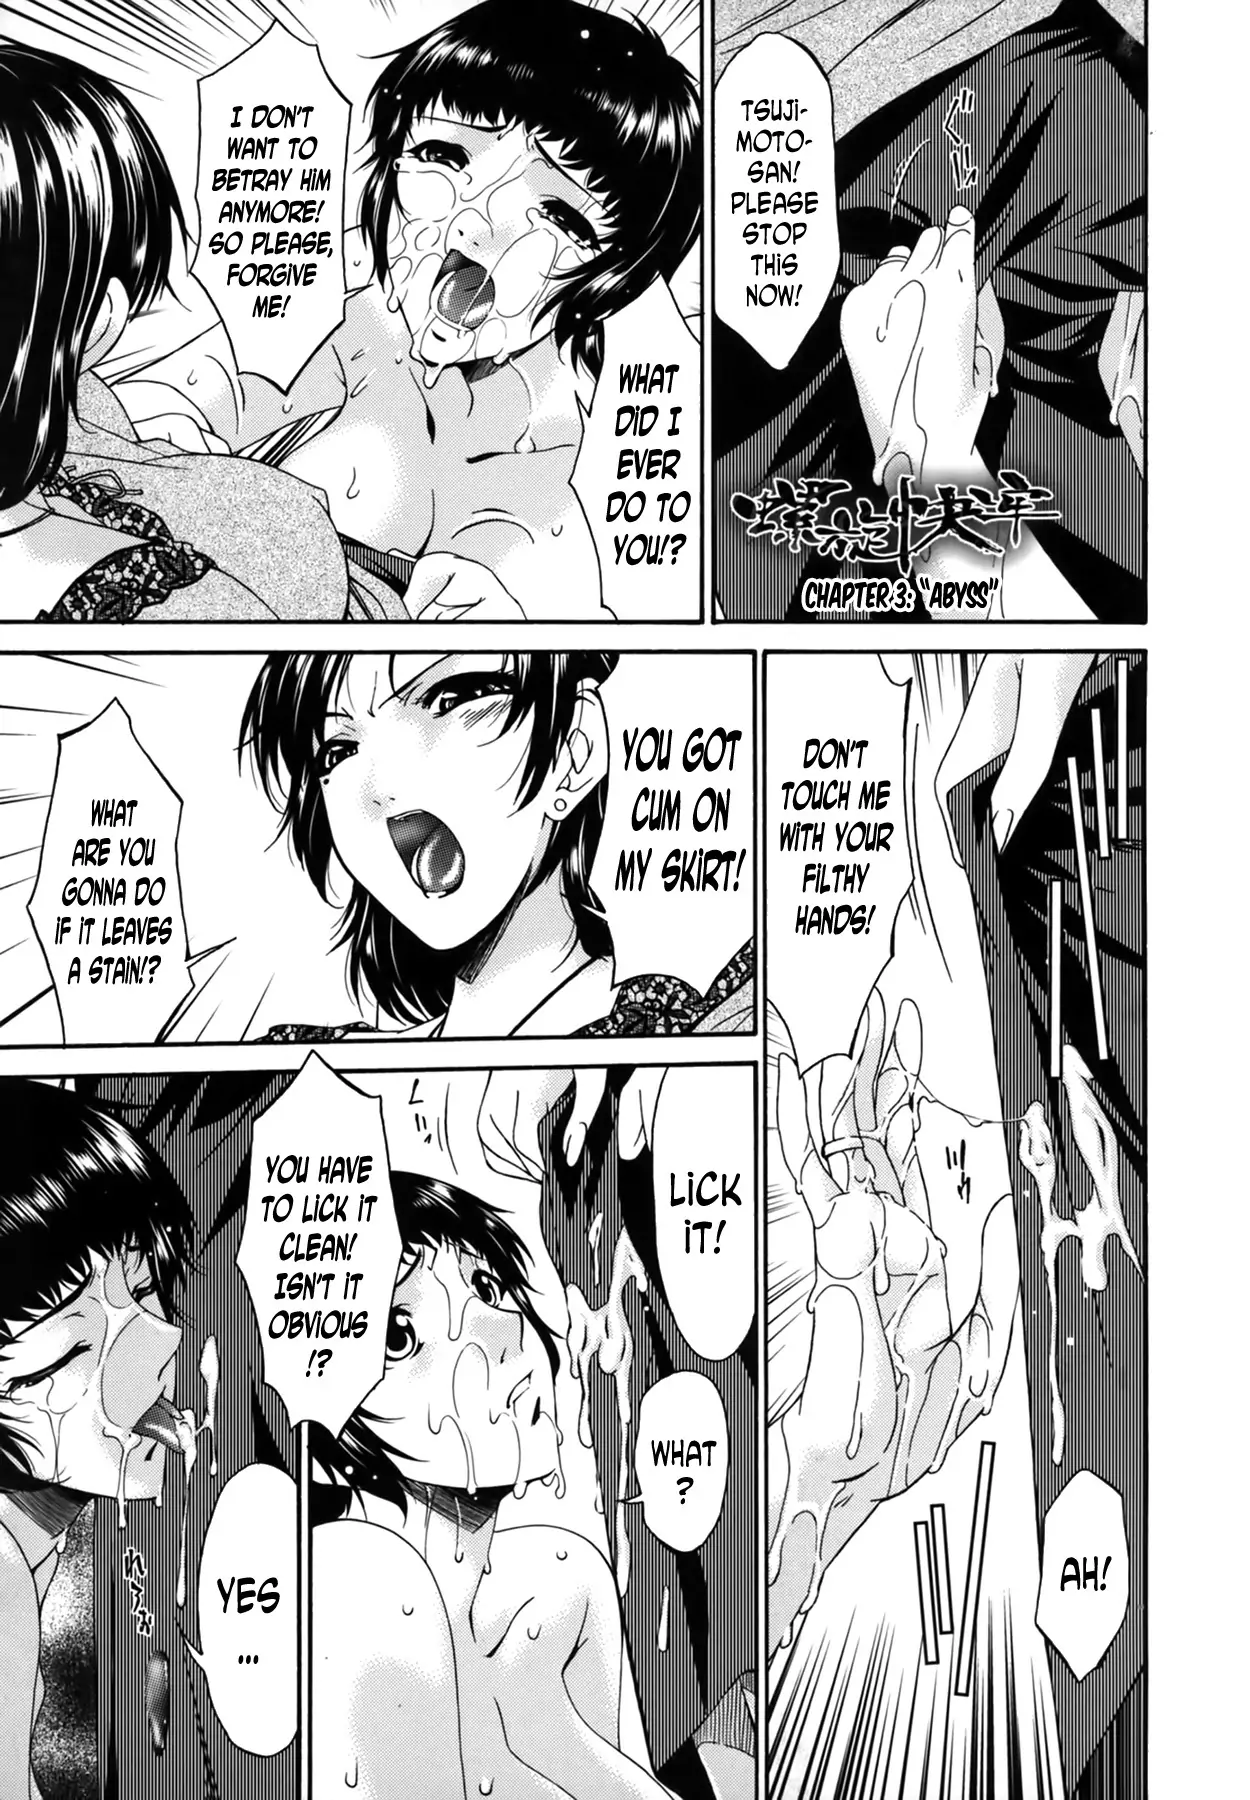 TSUJI-
MOTO-
SAN!
PLEASE
STOP
THIS
NOW!
CHAPTER 3: "ABYSS"
I DON'T
WANT TO
BETRAY HIM
ANYMORE!
SO PLEASE,
FORGIVE
ME!
WHAT
DID I
EVER
DO TO
YOU!?
DON'T
TOUCH ME
WITH YOUR
FILTHY
HANDS!
AH!
YOU GOT
CUM ON
MY SKIRT!
WHAT
ARE YOU
GONNA DO
IF IT LEAVES
A STAIN!?
LICK
IT!
WHAT
?
YOU HAVE
TO LICK IT
CLEAN!
ISN'T IT
OBVIOUS
!?
YES
...